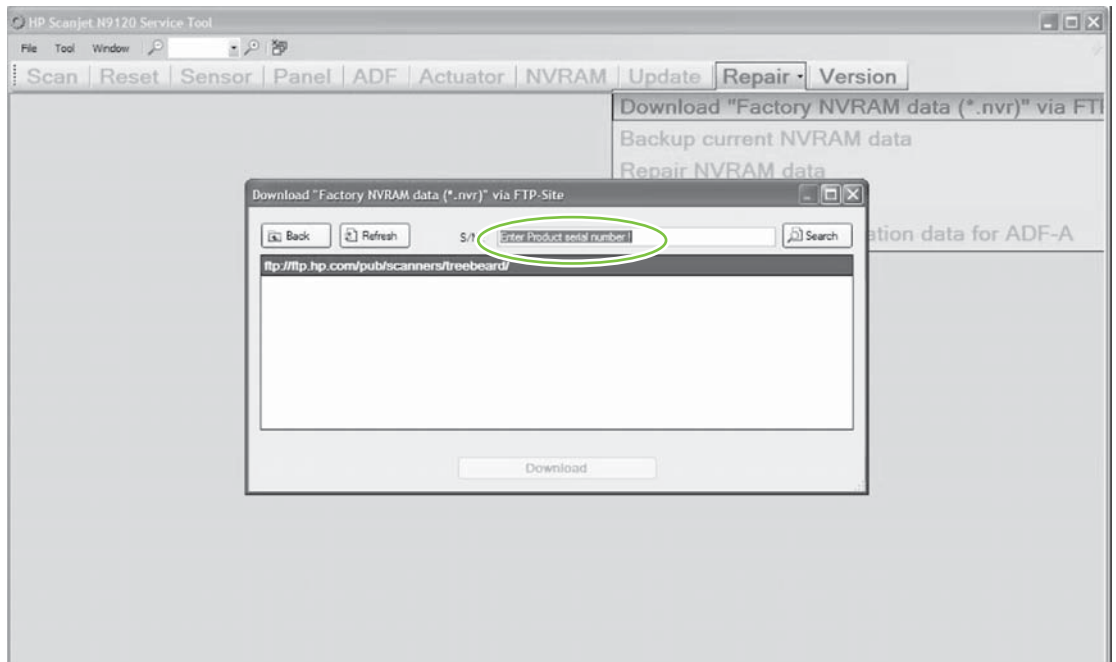 HP Scanjet N9120 Service Tool
File Tool Window
Scan Reset Sensor Panel ADF Actuator NVRAM Update Repair Version
Download "Factory NVRAM data (*.nvr)" via FT
Backup current NVRAM data
Repair NVRAM data
ation data for ADF-A
Download "Factory NVRAM data (*.nvr)" via FTP-Site
Back Refresh S/N Enter Product serial number ! Search
ftp://ftp.hp.com/pub/scanners/treebeard/
Download